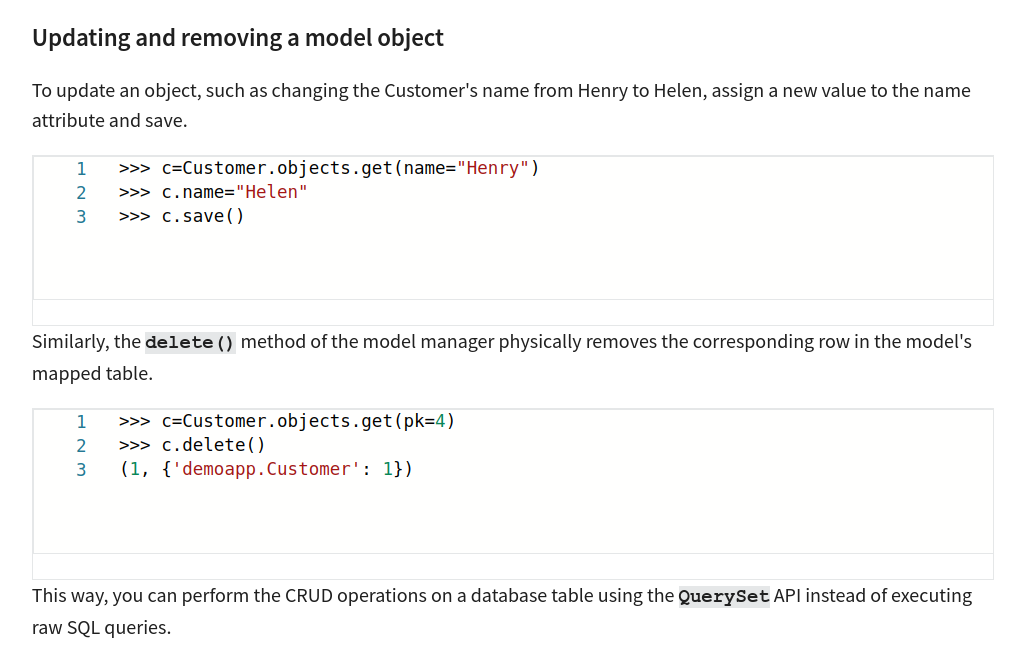 Updating and removing a model object
To update an object, such as changing the Customer's name from Henry to Helen, assign a new value to the name
attribute and save.
1 >>> c=Customer.objects.get(name="Henry")
2 >>> c.name="Helen"
3 >>> c.save()
Similarly, the delete() method of the model manager physically removes the corresponding row in the model's
mapped table.
1 >>> c=Customer.objects.get(pk=4)
2 >>> c.delete()
3 (1, {'demoapp.Customer': 1})
This way, you can perform the CRUD operations on a database table using the QuerySet API instead of executing
raw SQL queries.